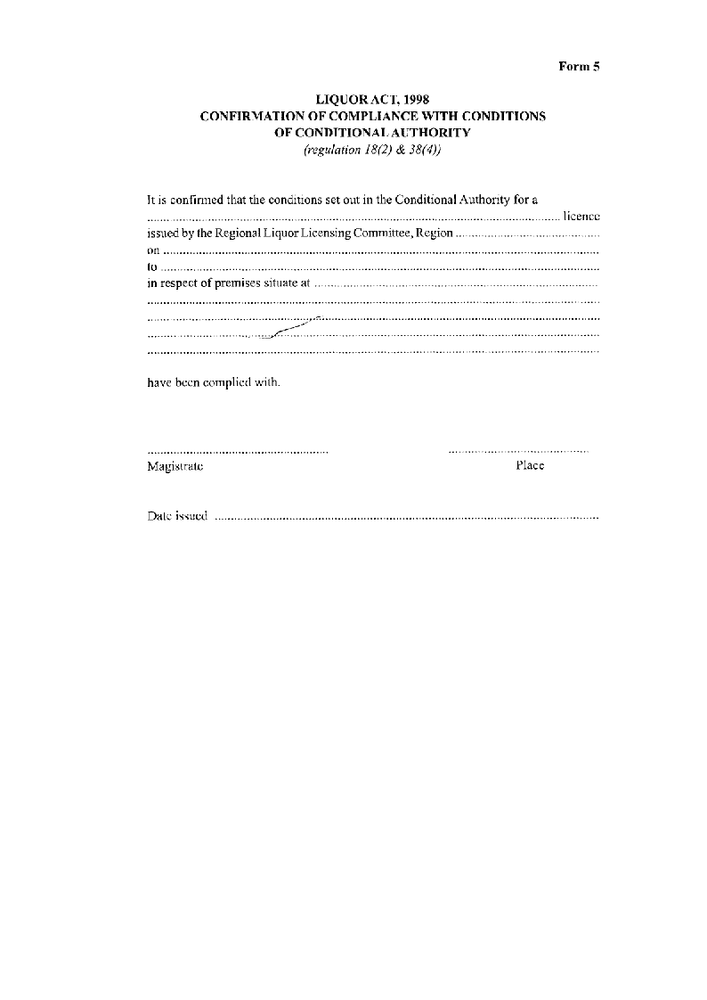 Form 5
LIQUOR ACT, 1998
CONFIRMATION OF COMPLIANCE WITH CONDITIONS
OF CONDITIONAL AUTHORITY
(regulation 18(2) & 38(4))
It is confirmed that the conditions set out in the Conditional Authority for a
................................................................ licence
issued by the Regional Liquor Licensing Committee, Region ................................
on ................................................................
to ................................................................
in respect of premises situate at ................................................................
................................................................
................................................................
................................................................
................................................................
have been complied with.
................................................ ................................
Magistrate Place
Date issued ................................................................